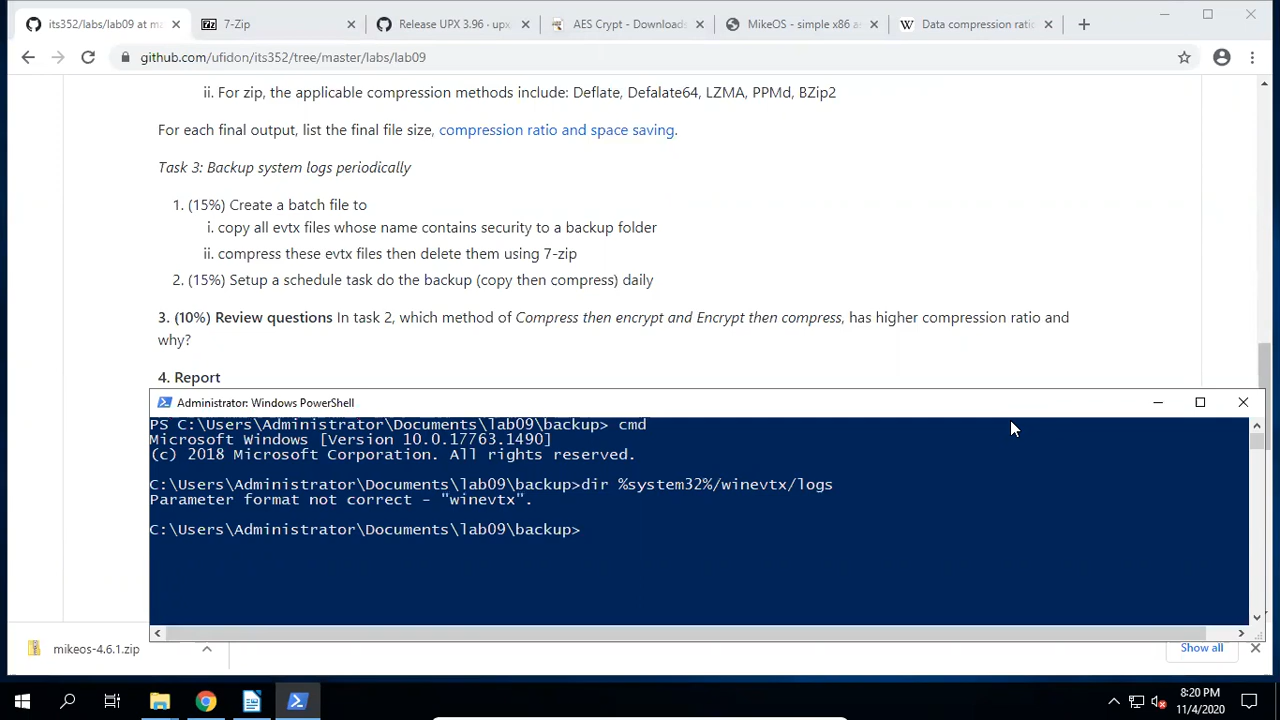 its352/labs/lab09 at ma
7-Zip
Release UPX 3.96 · upx
AES Crypt - Downloads
MikeOS - simple x86 as
Data compression ratio
github.com/ufidon/its352/tree/master/labs/lab09
ii. For zip, the applicable compression methods include: Deflate, Defalate64, LZMA, PPMd, BZip2
For each final output, list the final file size, compression ratio and space saving.
Task 3: Backup system logs periodically
1. (15%) Create a batch file to
i. copy all evtx files whose name contains security to a backup folder
ii. compress these evtx files then delete them using 7-zip
2. (15%) Setup a schedule task do the backup (copy then compress) daily
3. (10%) Review questions In task 2, which method of Compress then encrypt and Encrypt then compress, has higher compression ratio and
why?
4. Report
Administrator: Windows PowerShell
PS C:\Users\Administrator\Documents\lab09\backup> cmd
Microsoft Windows [Version 10.0.17763.1490]
(c) 2018 Microsoft Corporation. All rights reserved.
C:\Users\Administrator\Documents\lab09\backup>dir %system32%/winevtx/logs
Parameter format not correct - "winevtx".
C:\Users\Administrator\Documents\lab09\backup>
mikeos-4.6.1.zip
Show all
8:20 PM
11/4/2020